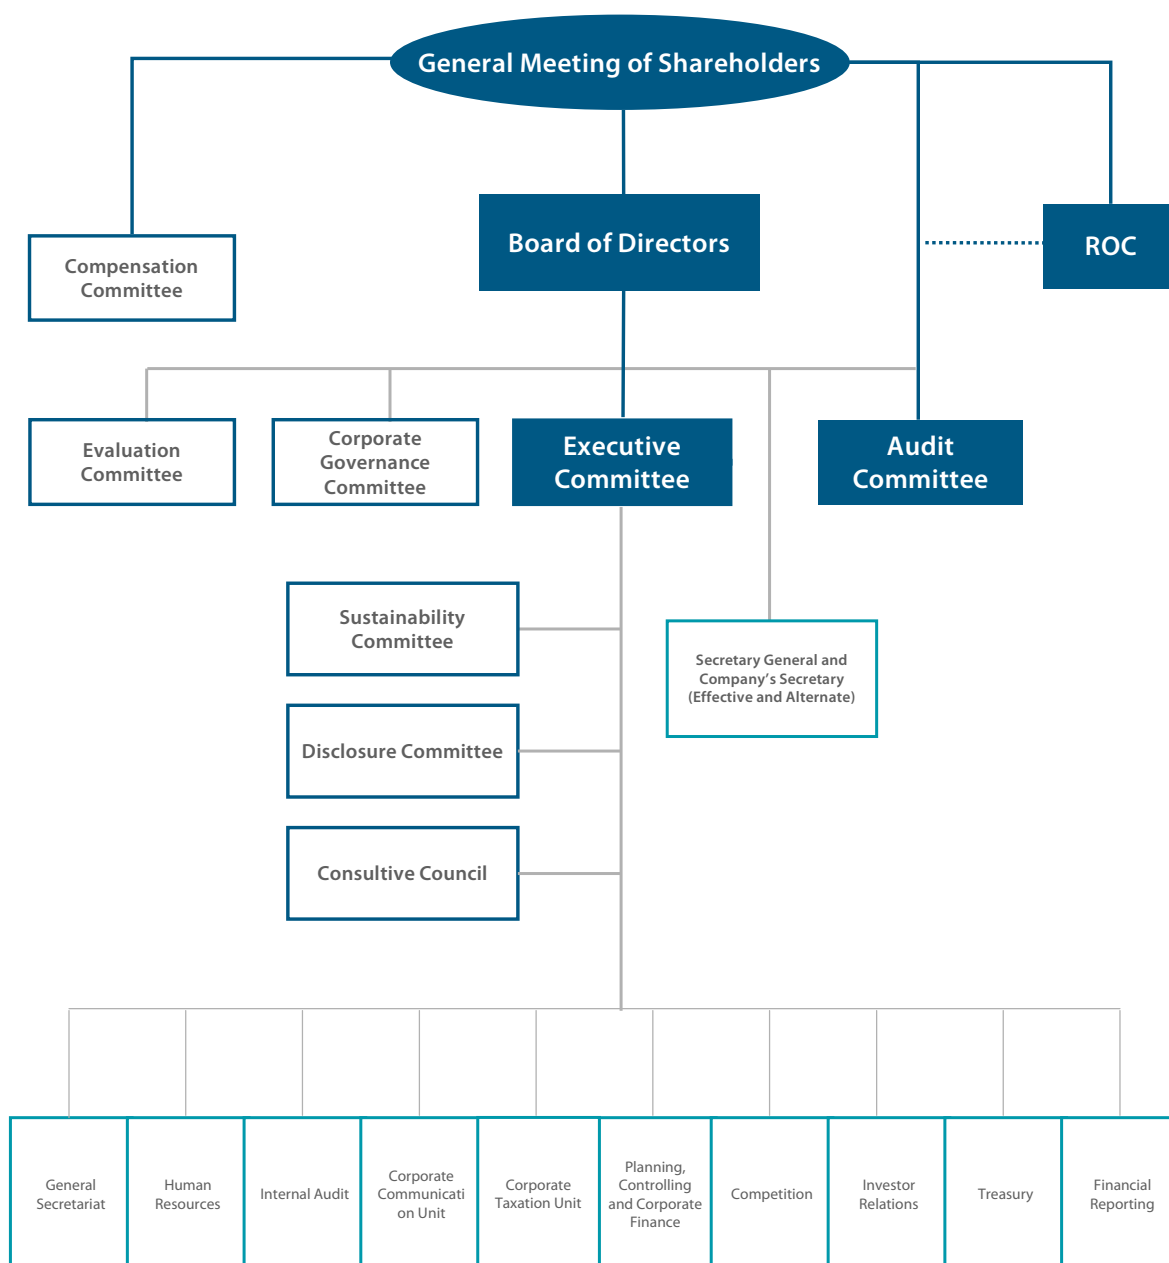 General Meeting of Shareholders
Board of Directors
ROC
Compensation
Committee
Evaluation
Committee
Corporate
Governance
Committee
Executive
Committee
Audit
Committee
Sustainability
Committee
Secretary General and
Company’s Secretary
(Effective and Alternate)
Disclosure Committee
Consultive Council
General
Secretariat
Human
Resources
Internal Audit
Corporate
Communicati
on Unit
Corporate
Taxation Unit
Planning,
Controlling
and Corporate
Finance
Competition
Investor
Relations
Treasury
Financial
Reporting